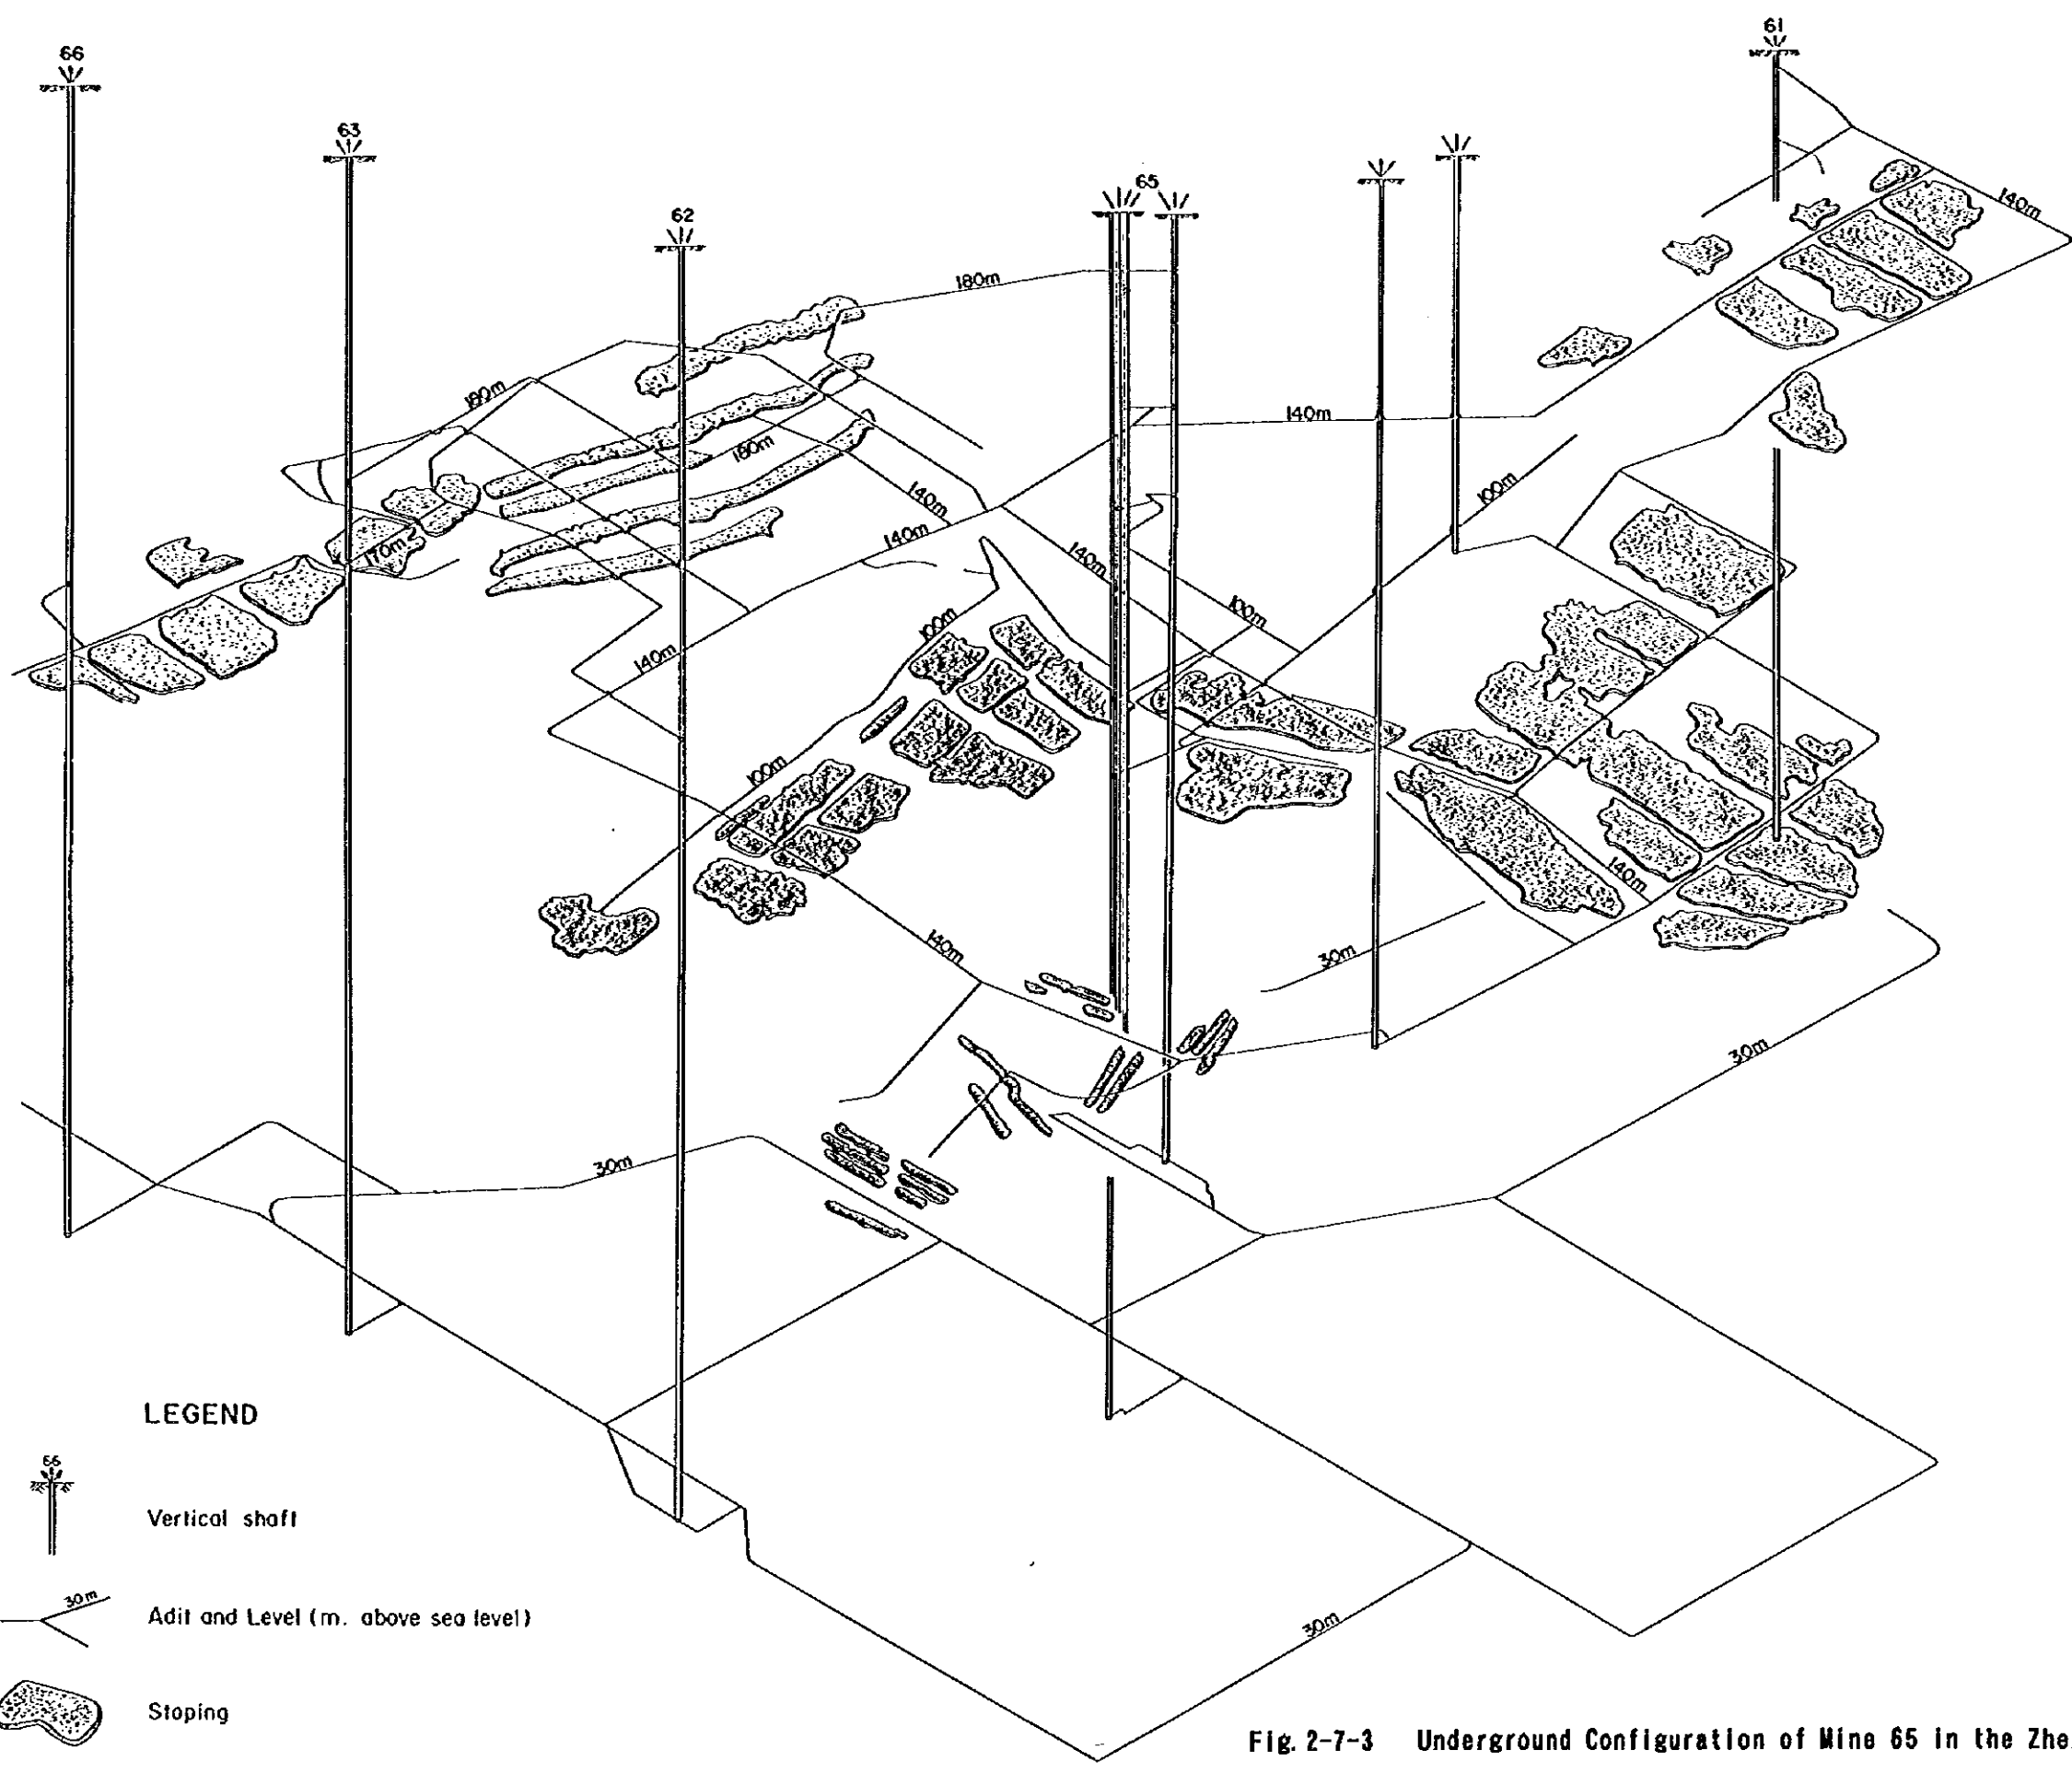 61
66
63
65
62
140m
180m
180m
140m
180m
100m
140m
170m
140m
140m
100m
100m
140m
100m
140m
140m
30m
30m
30m
LEGEND
66
Vertical shaft
30m
Adit and Level (m. above sea level)
30m
Stoping
Fig. 2-7-3 Underground Configuration of Mine 65 in the Zhe